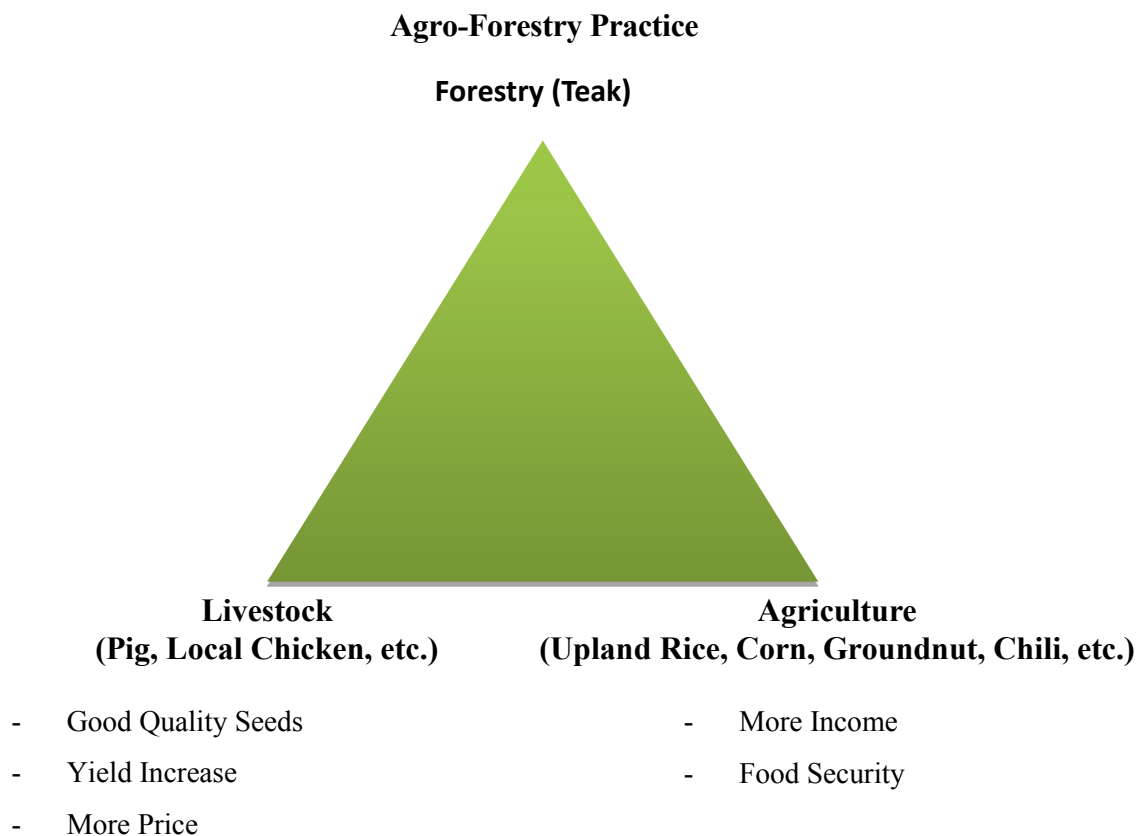 Agro-Forestry Practice
Forestry (Teak)
Livestock
(Pig, Local Chicken, etc.)
Agriculture
(Upland Rice, Corn, Groundnut, Chili, etc.)
- Good Quality Seeds
- Yield Increase
- More Price
- More Income
- Food Security